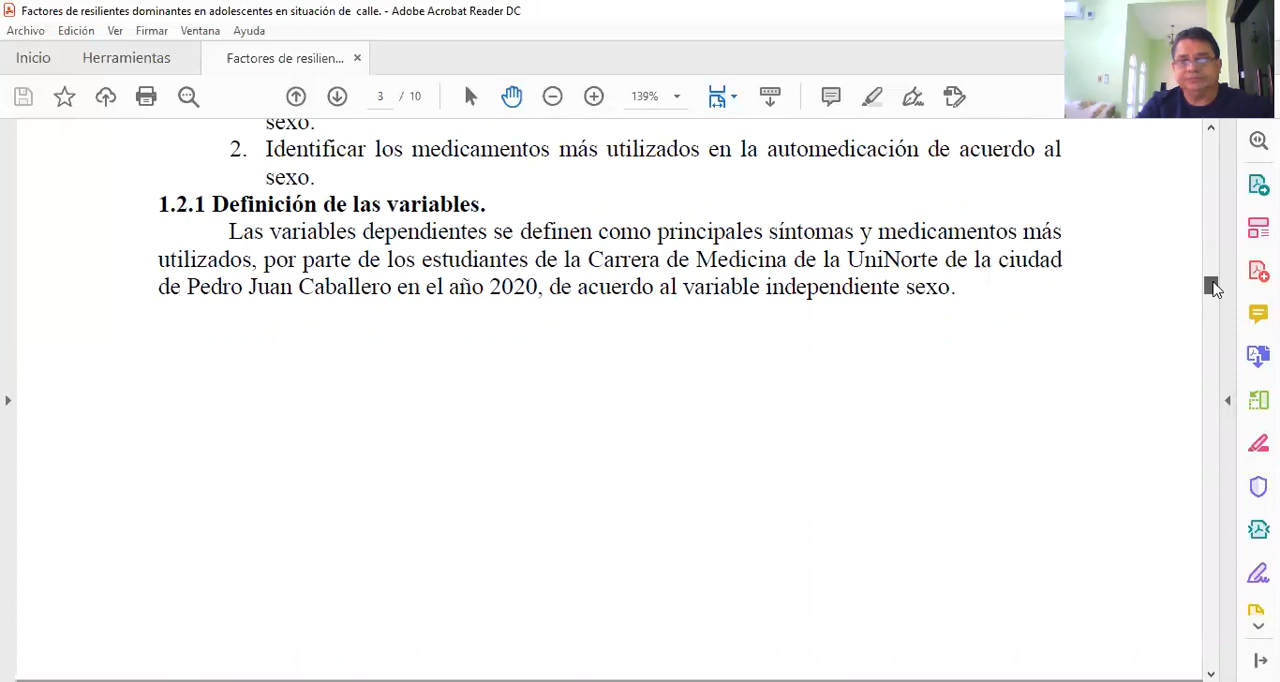 Factores de resilientes dominantes en adolescentes en situación de calle. - Adobe Acrobat Reader DC
Archivo Edición Ver Firmar Ventana Ayuda
Inicio Herramientas Factores de resilien... ×
3 / 10 139%
sexo.
2. Identificar los medicamentos más utilizados en la automedicación de acuerdo al
sexo.
1.2.1 Definición de las variables.
Las variables dependientes se definen como principales síntomas y medicamentos más
utilizados, por parte de los estudiantes de la Carrera de Medicina de la UniNorte de la ciudad
de Pedro Juan Caballero en el año 2020, de acuerdo al variable independiente sexo.